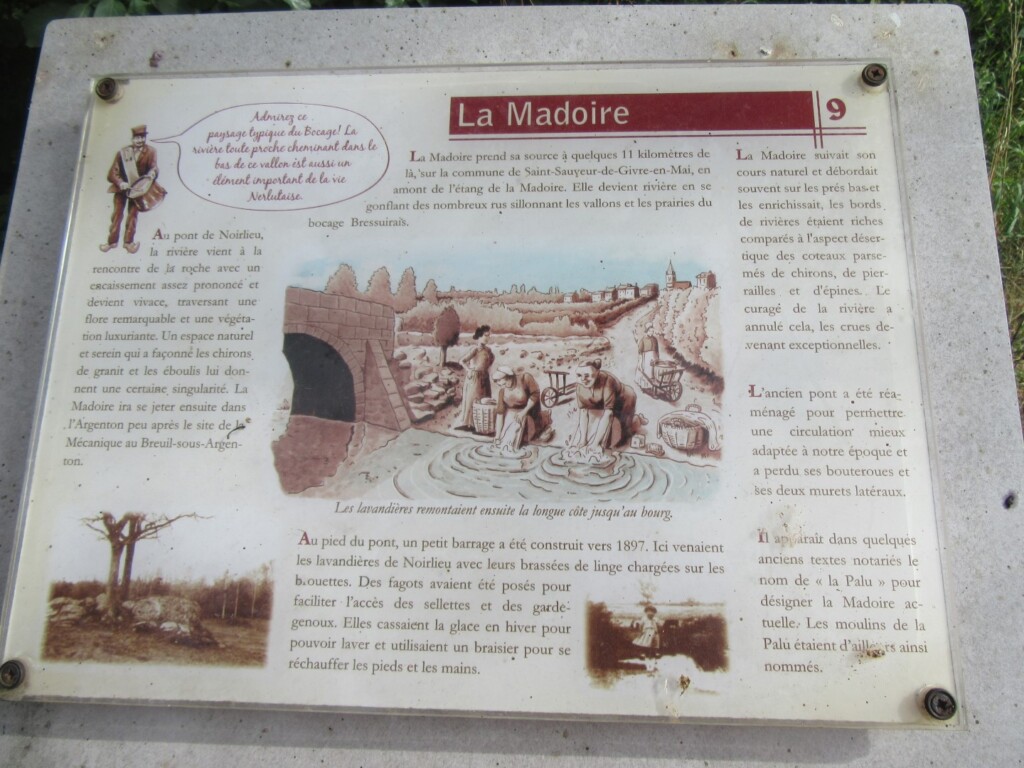 La Madoire
9
Admirez ce
paysage typique du Bocage! La
rivière toute proche cheminant dans le
bas de ce vallon est aussi un
élément important de la vie
Nerlutaise.
La Madoire prend sa source à quelques 11 kilomètres de
là, sur la commune de Saint-Sauveur-de-Givre-en-Mai, en
amont de l'étang de la Madoire. Elle devient rivière en se
gonflant des nombreux rus sillonnant les vallons et les prairies du
bocage Bressuirais.
Au pont de Noirlieu,
la rivière vient à la
rencontre de la roche avec un
encaissement assez prononcé et
devient vivace, traversant une
flore remarquable et une végéta-
tion luxuriante. Un espace naturel
et serein qui a façonné les chirons
de granit et les éboulis lui don-
nent une certaine singularité. La
Madoire ira se jeter ensuite dans
l'Argenton peu après le site de la
Mécanique au Breuil-sous-Argen-
ton.
Les lavandières remontaient ensuite la longue côte jusqu'au bourg.
Au pied du pont, un petit barrage a été construit vers 1897. Ici venaient
les lavandières de Noirlieu avec leurs brassées de linge chargées sur les
brouettes. Des fagots avaient été posés pour
faciliter l'accès des sellettes et des garde-
genoux. Elles cassaient la glace en hiver pour
pouvoir laver et utilisaient un braisier pour se
réchauffer les pieds et les mains.
La Madoire suivait son
cours naturel et débordait
souvent sur les prés bas et
les enrichissait, les bords
de rivières étaient riches
comparés à l'aspect déser-
tique des coteaux parse-
més de chirons, de pier-
railles et d'épines. Le
curage de la rivière a
annulé cela, les crues de-
venant exceptionnelles.
L'ancien pont a été réa-
ménagé pour permettre
une circulation mieux
adaptée à notre époque et
a perdu ses bouteroues et
ses deux murets latéraux.
Il apparaît dans quelques
anciens textes notariés le
nom de « la Palu » pour
désigner la Madoire ac-
tuelle. Les moulins de la
Palu étaient d'ailleurs ainsi
nommés.